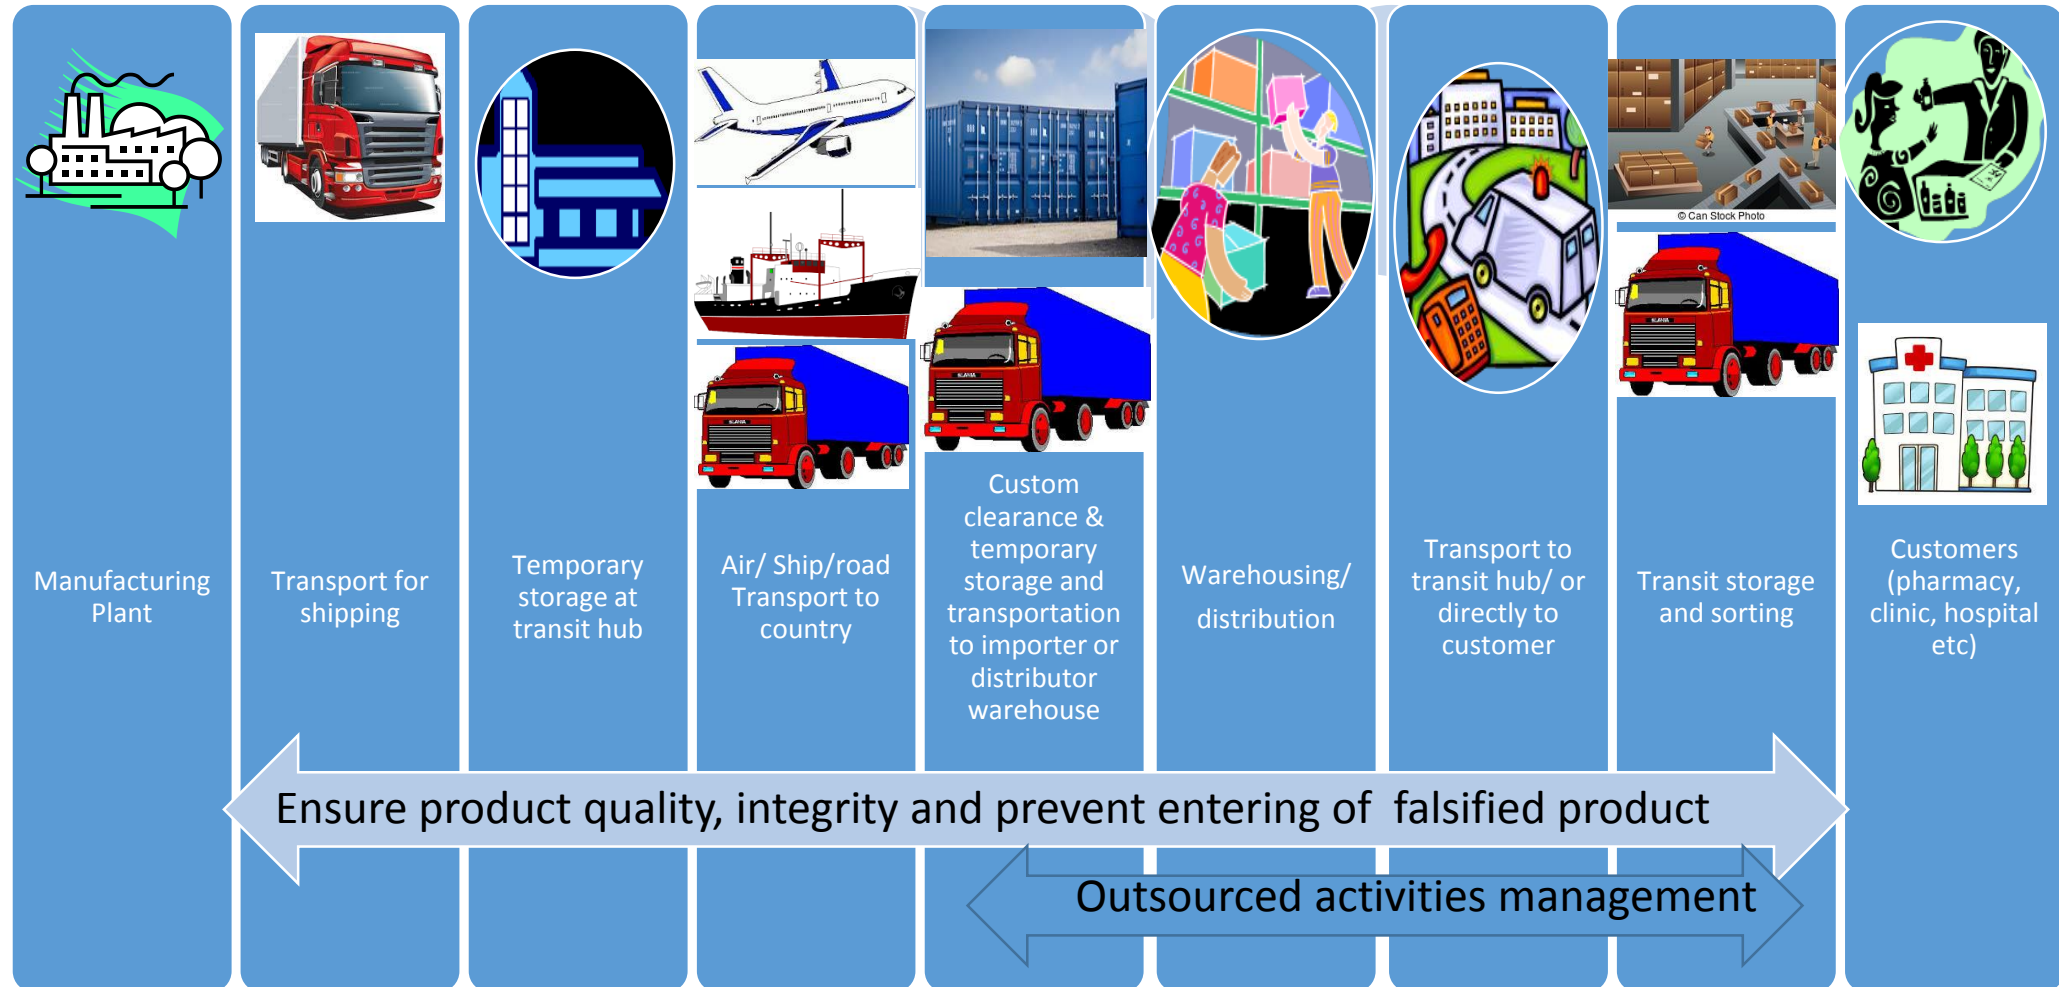 © Can Stock Photo
SCANIA
SCANIA
SCANIA
Manufacturing
Plant
Transport for
shipping
Temporary
storage at
transit hub
Air/ Ship/road
Transport to
country
Custom
clearance &
temporary
storage and
transportation
to importer or
distributor
warehouse
Warehousing/
distribution
Transport to
transit hub/ or
directly to
customer
Transit storage
and sorting
Customers
(pharmacy,
clinic, hospital
etc)
Ensure product quality, integrity and prevent entering of  falsified product
Outsourced activities management